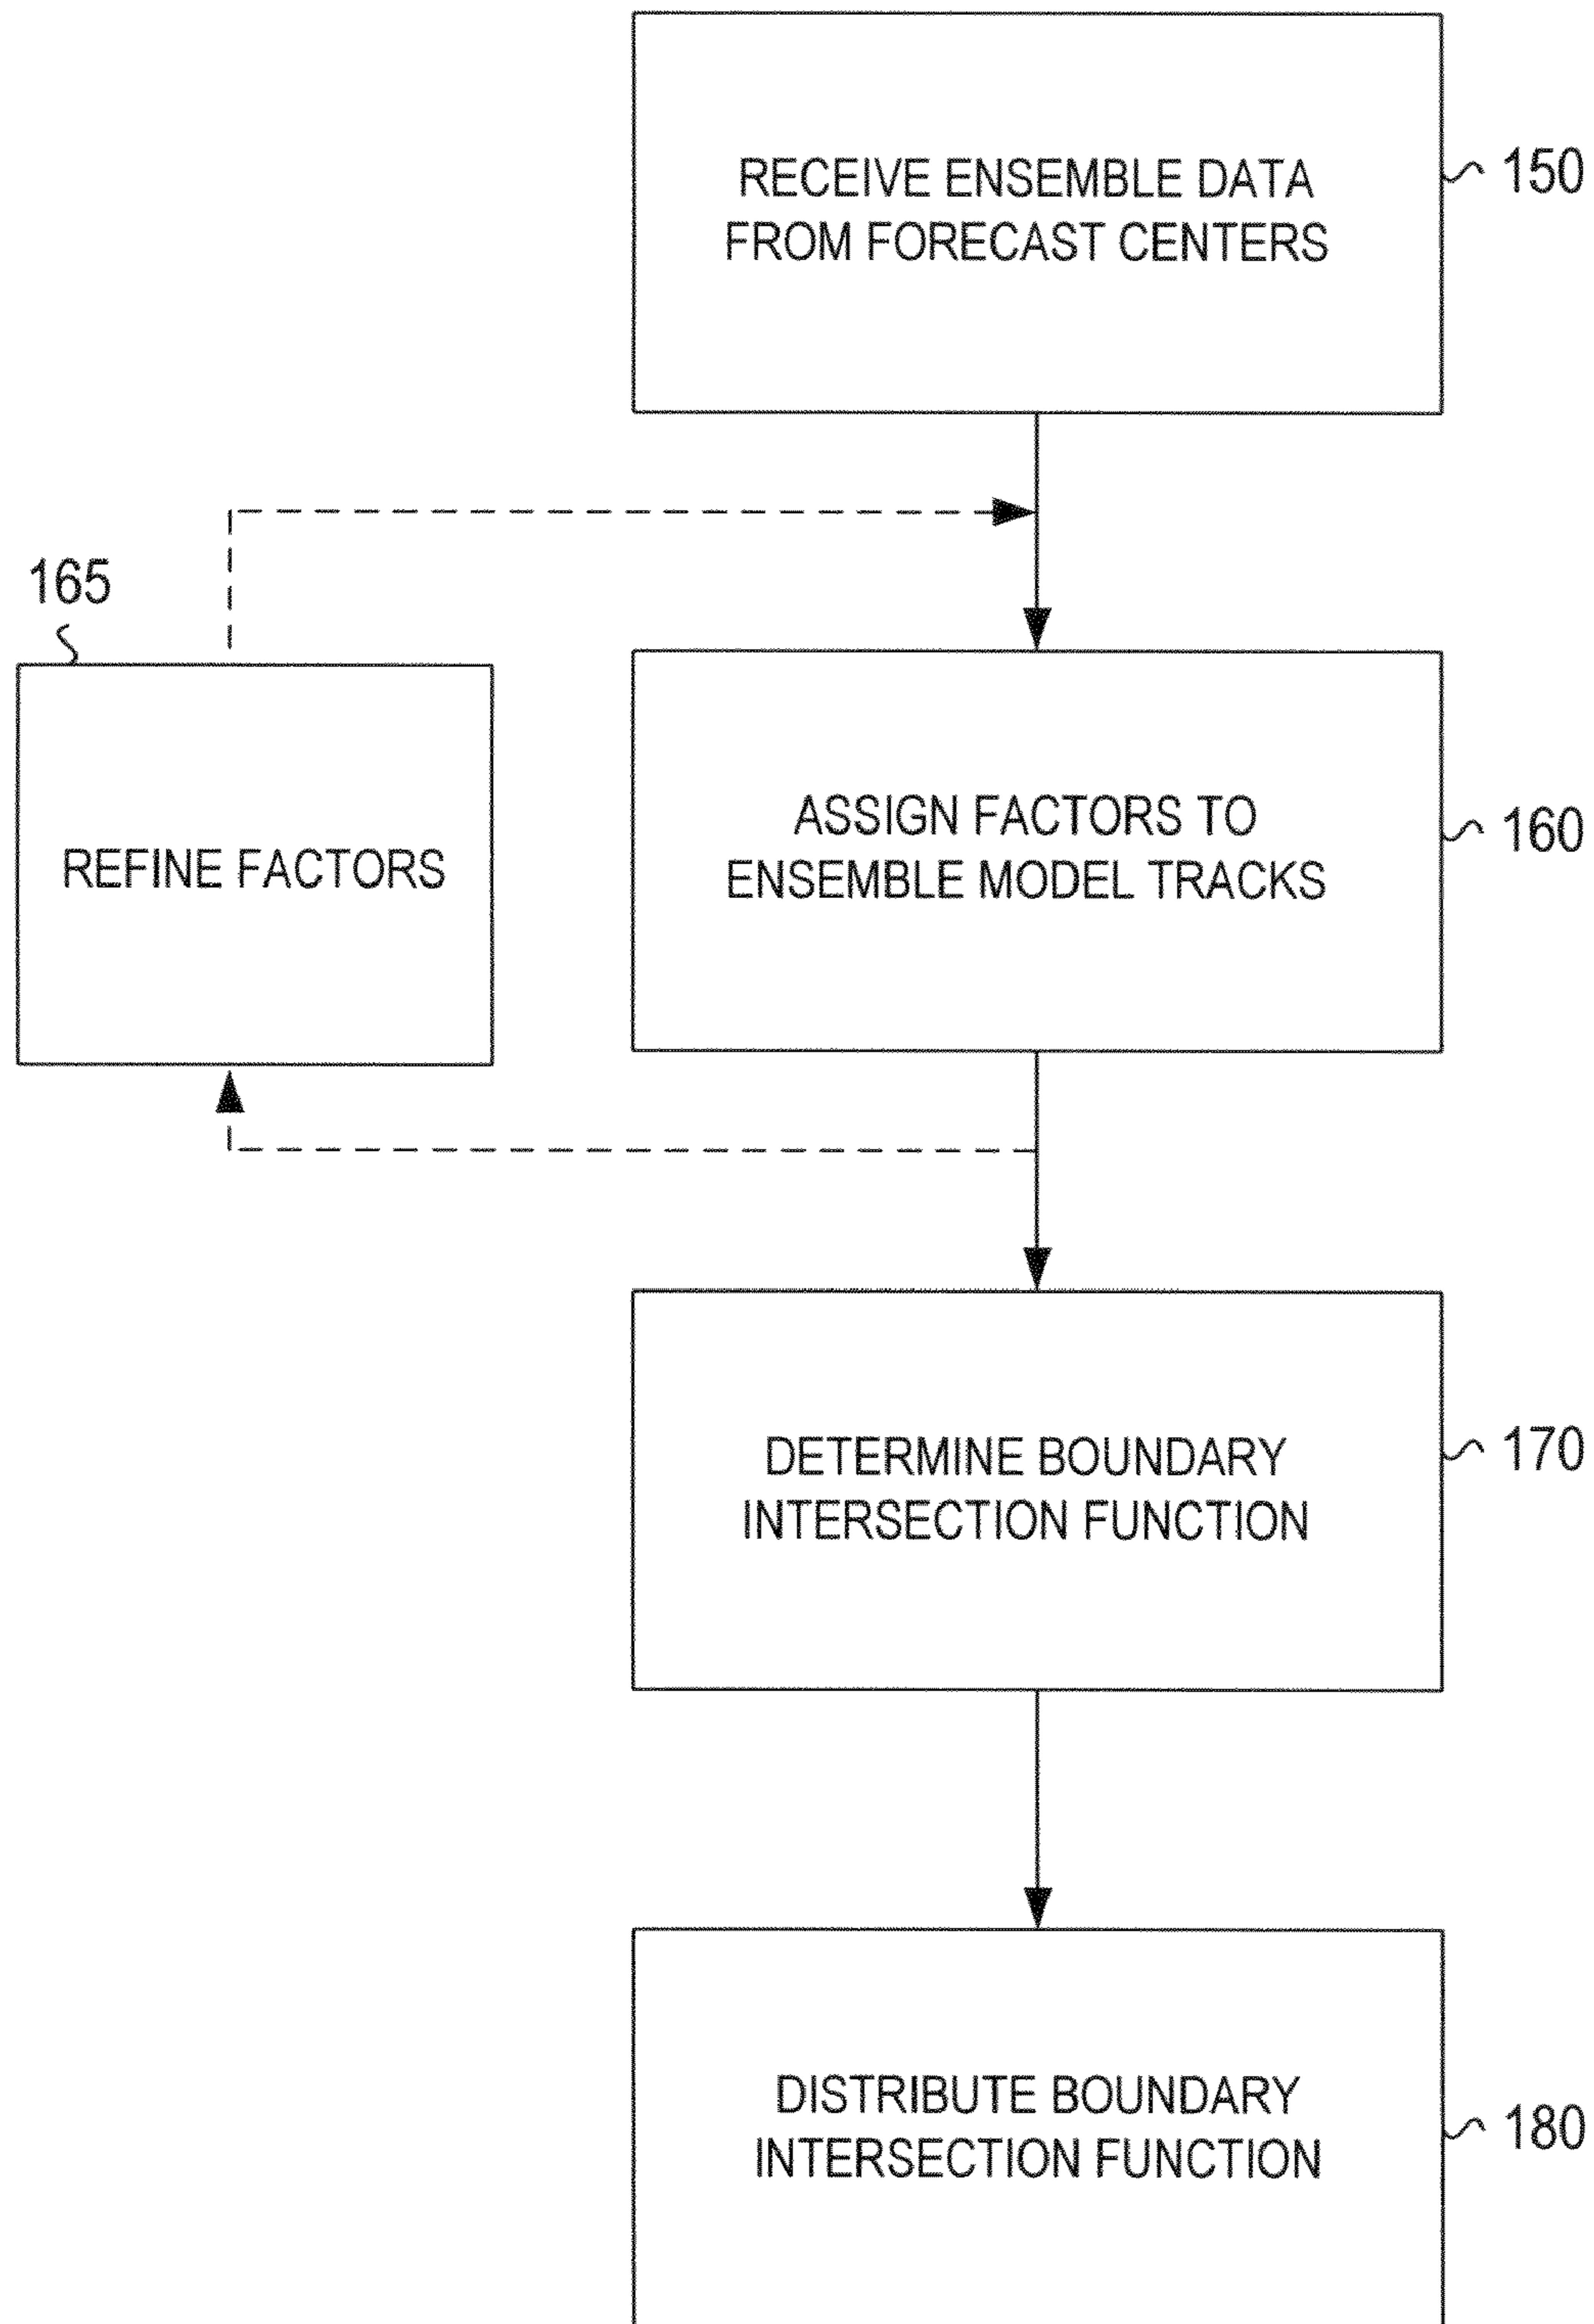 RECEIVE ENSEMBLE DATA
FROM FORECAST CENTERS
150
165
REFINE FACTORS
ASSIGN FACTORS TO
ENSEMBLE MODEL TRACKS
160
DETERMINE BOUNDARY
INTERSECTION FUNCTION
170
DISTRIBUTE BOUNDARY
INTERSECTION FUNCTION
180